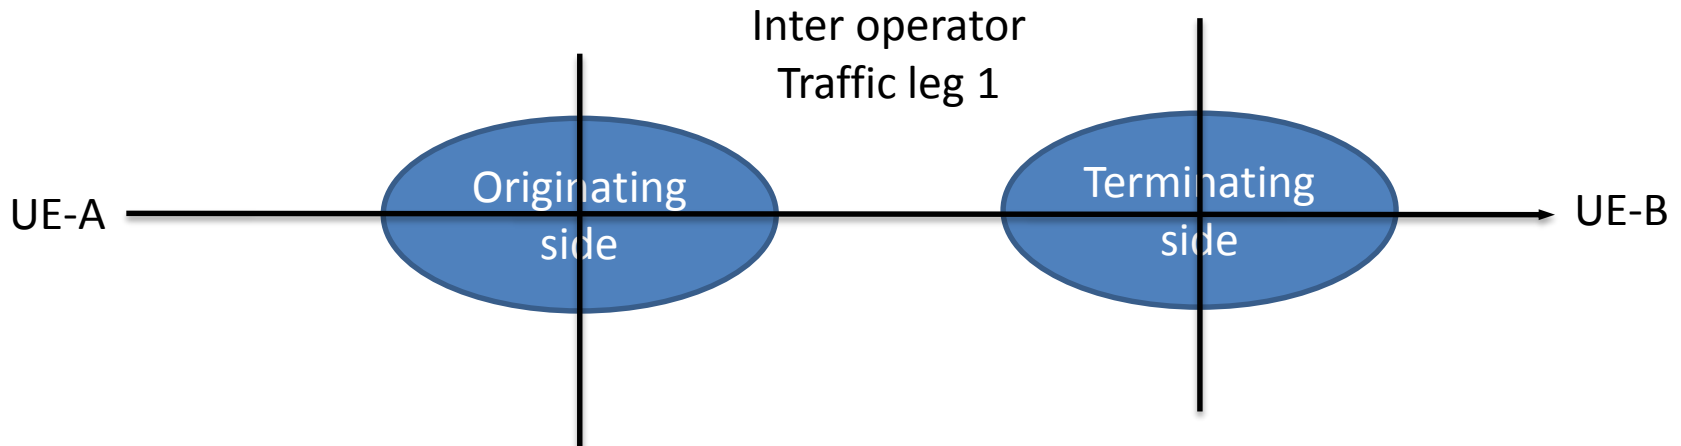 Inter operator
Traffic leg 1
UE-A
Originating
side
Terminating
side
UE-B